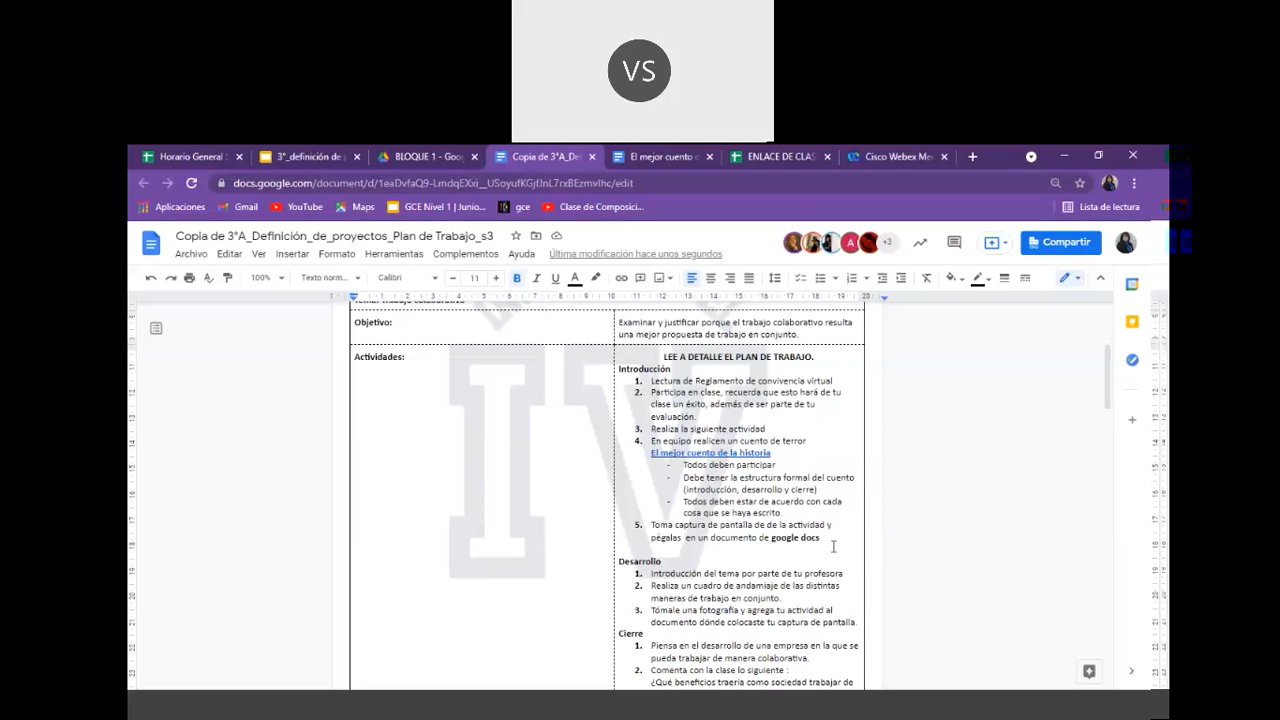 VS
Horario General
3°_definición de p
BLOQUE 1 - Goog
Copia de 3°A_De
El mejor cuento d
ENLACE DE CLAS
Cisco Webex Me
docs.google.com/document/d/1eaDvfaQ9-LmdqEXxi__USoyufKGjfJnL7rxBEzmvlhc/edit
Aplicaciones
Gmail
YouTube
Maps
GCE Nivel 1 | Junio...
gce
Clase de Composici...
Lista de lectura
Copia de 3°A_Definición_de_proyectos_Plan de Trabajo_s3
A
+3
Compartir
Archivo Editar Ver Insertar Formato Herramientas Complementos Ayuda
Última modificación hace unos segundos
100%
Texto norm...
Calibri
11
Tema: Trabajo colaborativo
Objetivo:
Examinar y justificar porque el trabajo colaborativo resulta
una mejor propuesta de trabajo en conjunto.
Actividades:
LEE A DETALLE EL PLAN DE TRABAJO.
Introducción
1. Lectura de Reglamento de convivencia virtual
2. Participa en clase, recuerda que esto hará de tu
clase un éxito, además de ser parte de tu
evaluación.
3. Realiza la siguiente actividad
4. En equipo realicen un cuento de terror
El mejor cuento de la historia
- Todos deben participar
- Debe tener la estructura formal del cuento
(introducción, desarrollo y cierre)
- Todos deben estar de acuerdo con cada
cosa que se haya escrito.
5. Toma captura de pantalla de de la actividad y
pégalas en un documento de google docs
Desarrollo
1. Introducción del tema por parte de tu profesora
2. Realiza un cuadro de andamiaje de las distintas
maneras de trabajo en conjunto.
3. Tómale una fotografía y agrega tu actividad al
documento dónde colocaste tu captura de pantalla.
Cierre
1. Piensa en el desarrollo de una empresa en la que se
pueda trabajar de manera colaborativa.
2. Comenta con la clase lo siguiente :
¿Qué beneficios traería como sociedad trabajar de